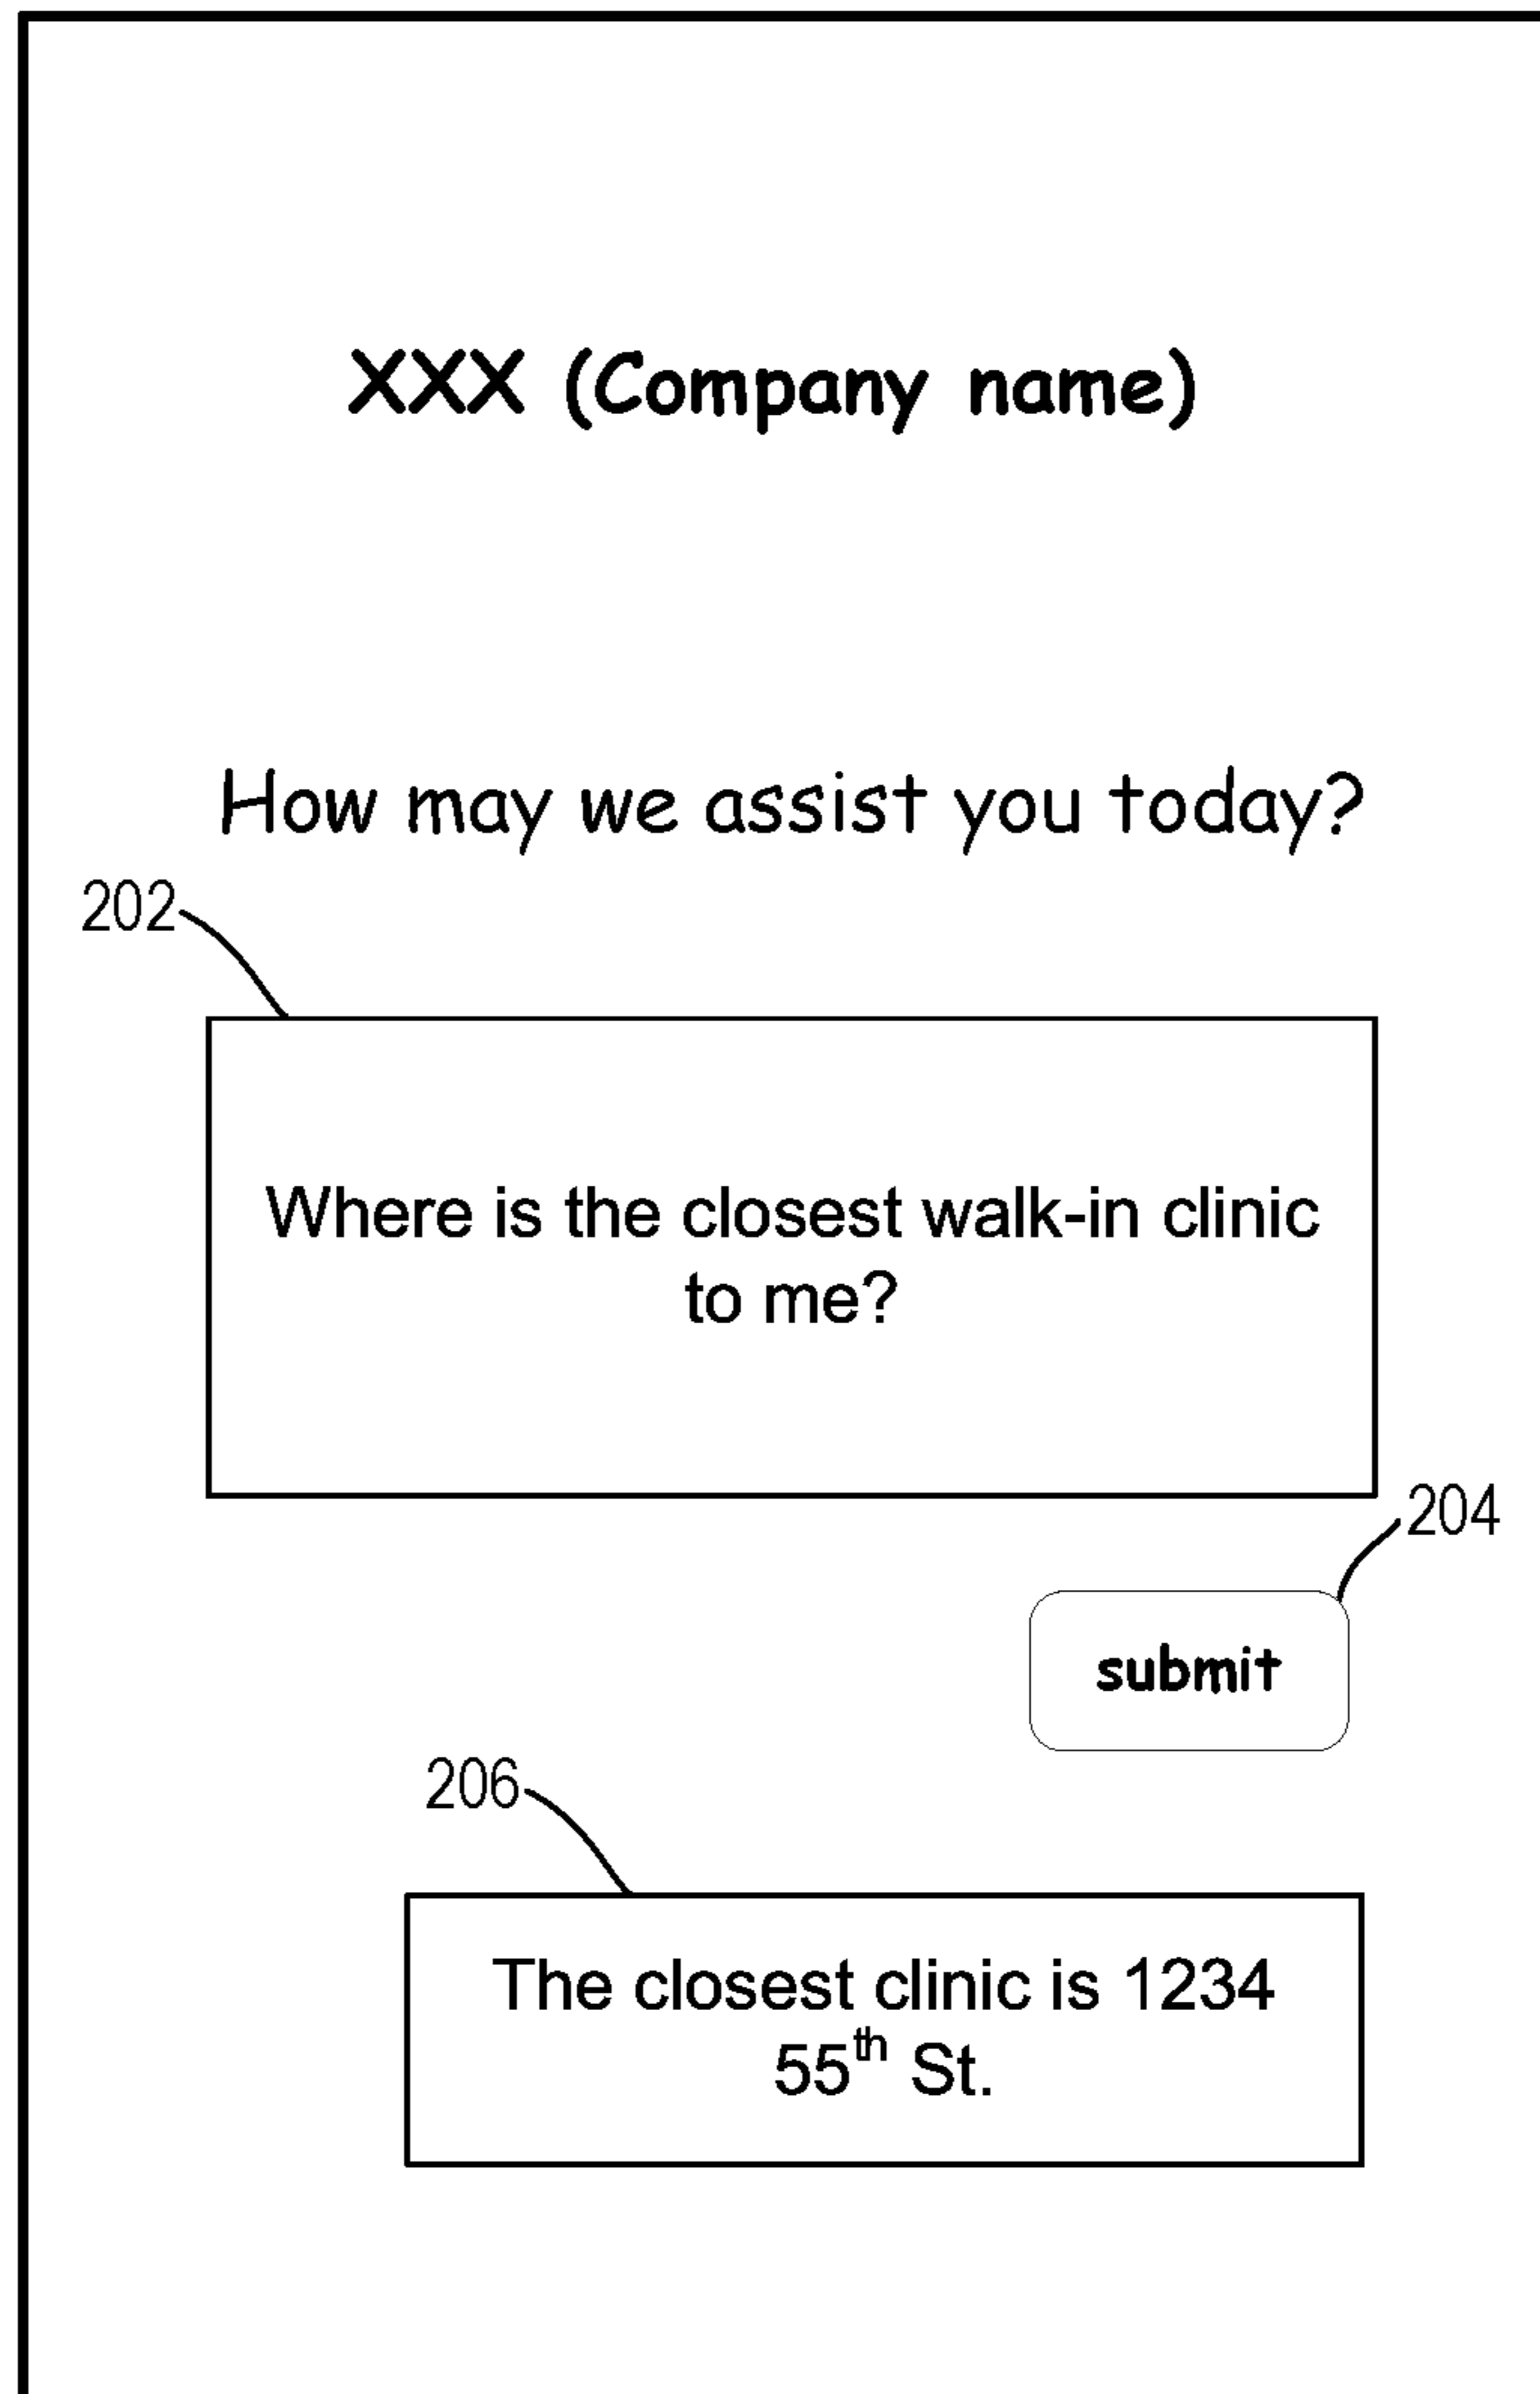 XXX (Company name)
How may we assist you today?
202
Where is the closest walk-in clinic
to me?
204
submit
206
The closest clinic is 1234
55th St.